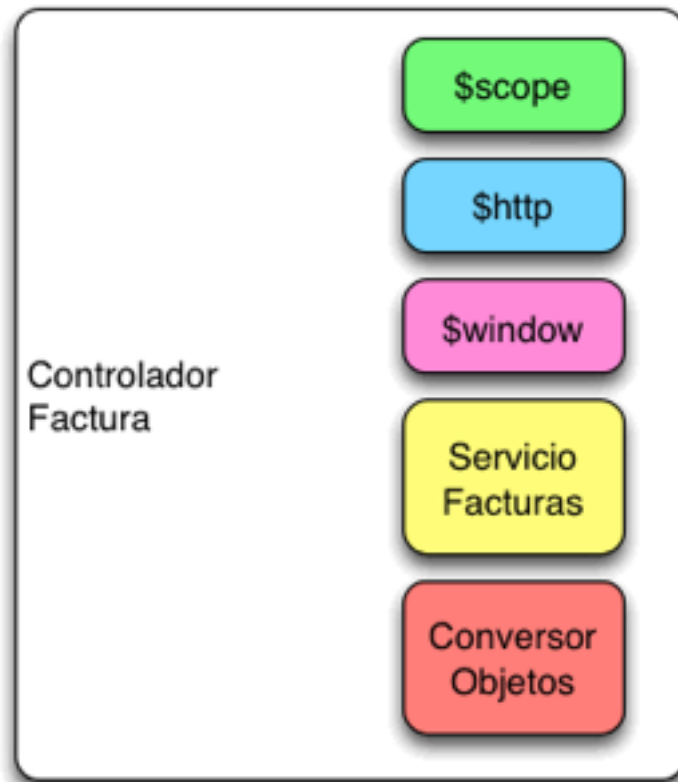 $scope
$http
$window
Controlador
Factura
Servicio
Facturas
Conversor
Objetos